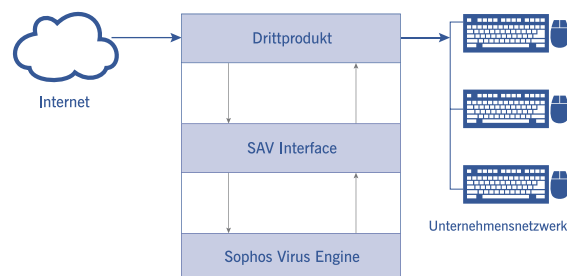 Drittprodukt
Internet
SAV Interface
Unternehmensnetzwerk
Sophos Virus Engine